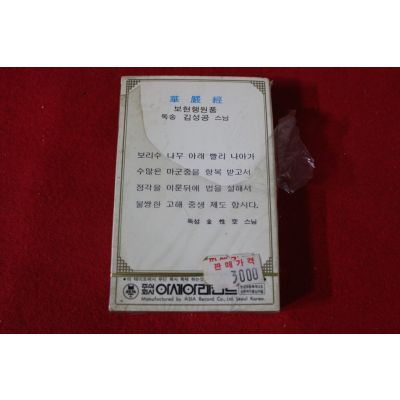 華嚴經
보현행원품
독송 김성공 스님
보리수 나무 아래 빨리 나아가
수많은 마군중을 항복 받고서
정각을 이룬뒤에 법을 설해서
불쌍한 고해 중생 제도 합시다.
독성 金性空 스님
판매가격
3000
주식회사 아세아레코드
Manufactured by ASIA Record Co., Ltd. Seoul Korea.